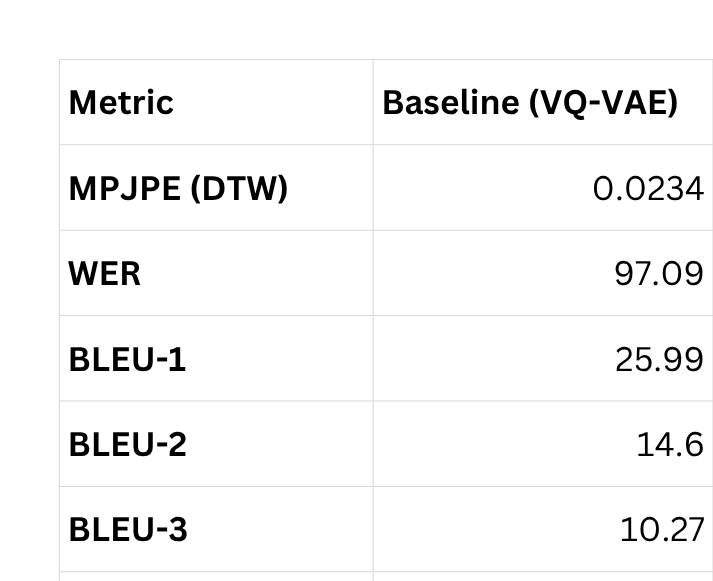 Metric Baseline (VQ-VAE)
MPJPE (DTW) 0.0234
WER 97.09
BLEU-1 25.99
BLEU-2 14.6
BLEU-3 10.27